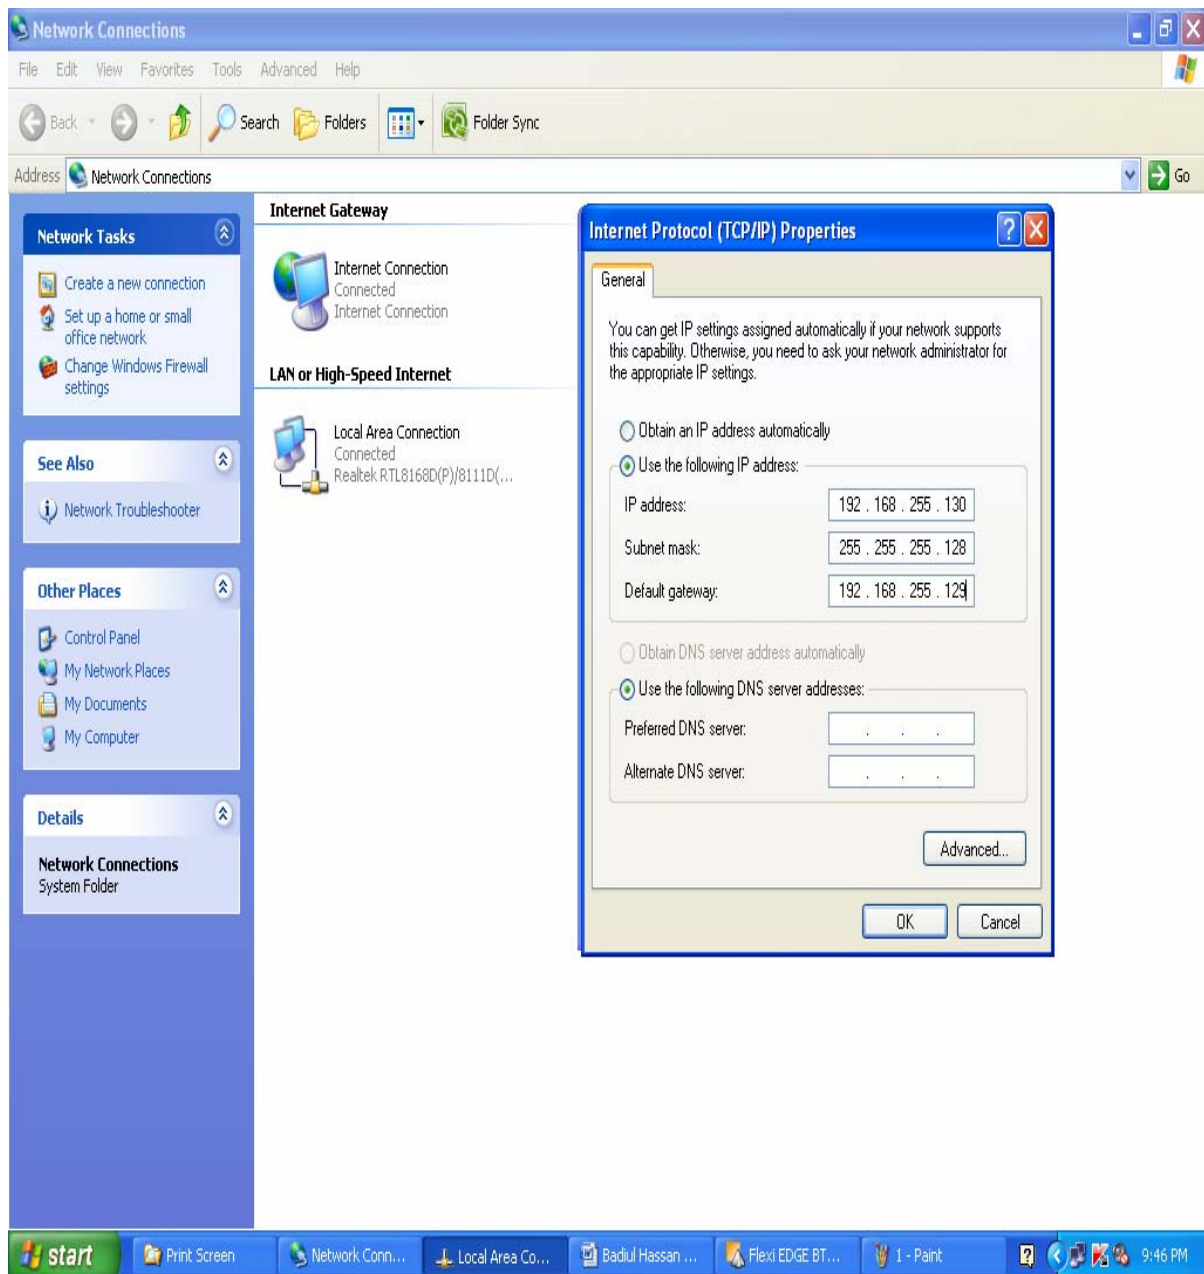 Network Connections
File Edit View Favorites Tools Advanced Help
Back Search Folders Folder Sync
Address Network Connections Go
Network Tasks
Create a new connection
Set up a home or small
office network
Change Windows Firewall
settings
See Also
Network Troubleshooter
Other Places
Control Panel
My Network Places
My Documents
My Computer
Details
Network Connections
System Folder
Internet Gateway
Internet Connection
Connected
Internet Connection
LAN or High-Speed Internet
Local Area Connection
Connected
Realtek RTL8168D(P)/8111D(...
Internet Protocol (TCP/IP) Properties
General
You can get IP settings assigned automatically if your network supports
this capability. Otherwise, you need to ask your network administrator for
the appropriate IP settings.
Obtain an IP address automatically
Use the following IP address:
IP address: 192 . 168 . 255 . 130
Subnet mask: 255 . 255 . 255 . 128
Default gateway: 192 . 168 . 255 . 129
Obtain DNS server address automatically
Use the following DNS server addresses:
Preferred DNS server: . . .
Alternate DNS server: . . .
Advanced...
OK Cancel
start Print Screen Network Conn... Local Area Co... Badiul Hassan ... Flexi EDGE BT... 1 - Paint 9:46 PM